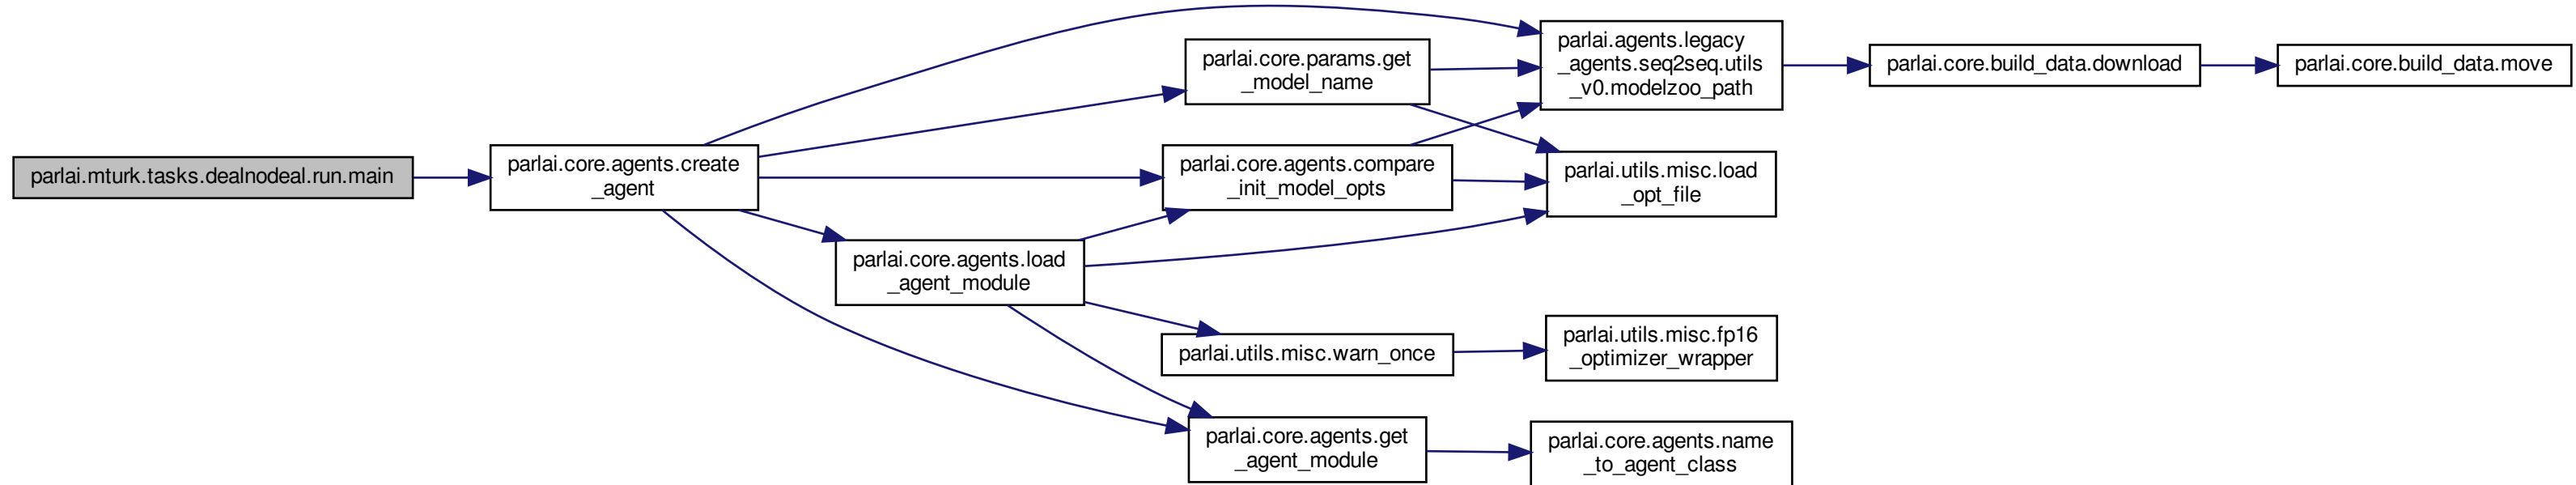 parlai.mturk.tasks.dealnodeal.run.main
parlai.core.agents.create
_agent
parlai.core.agents.load
_agent_module
parlai.core.params.get
_model_name
parlai.core.agents.compare
_init_model_opts
parlai.utils.misc.warn_once
parlai.core.agents.get
_agent_module
parlai.agents.legacy
_agents.seq2seq.utils
_v0.modelzoo_path
parlai.utils.misc.load
_opt_file
parlai.utils.misc.fp16
_optimizer_wrapper
parlai.core.agents.name
_to_agent_class
parlai.core.build_data.download
parlai.core.build_data.move